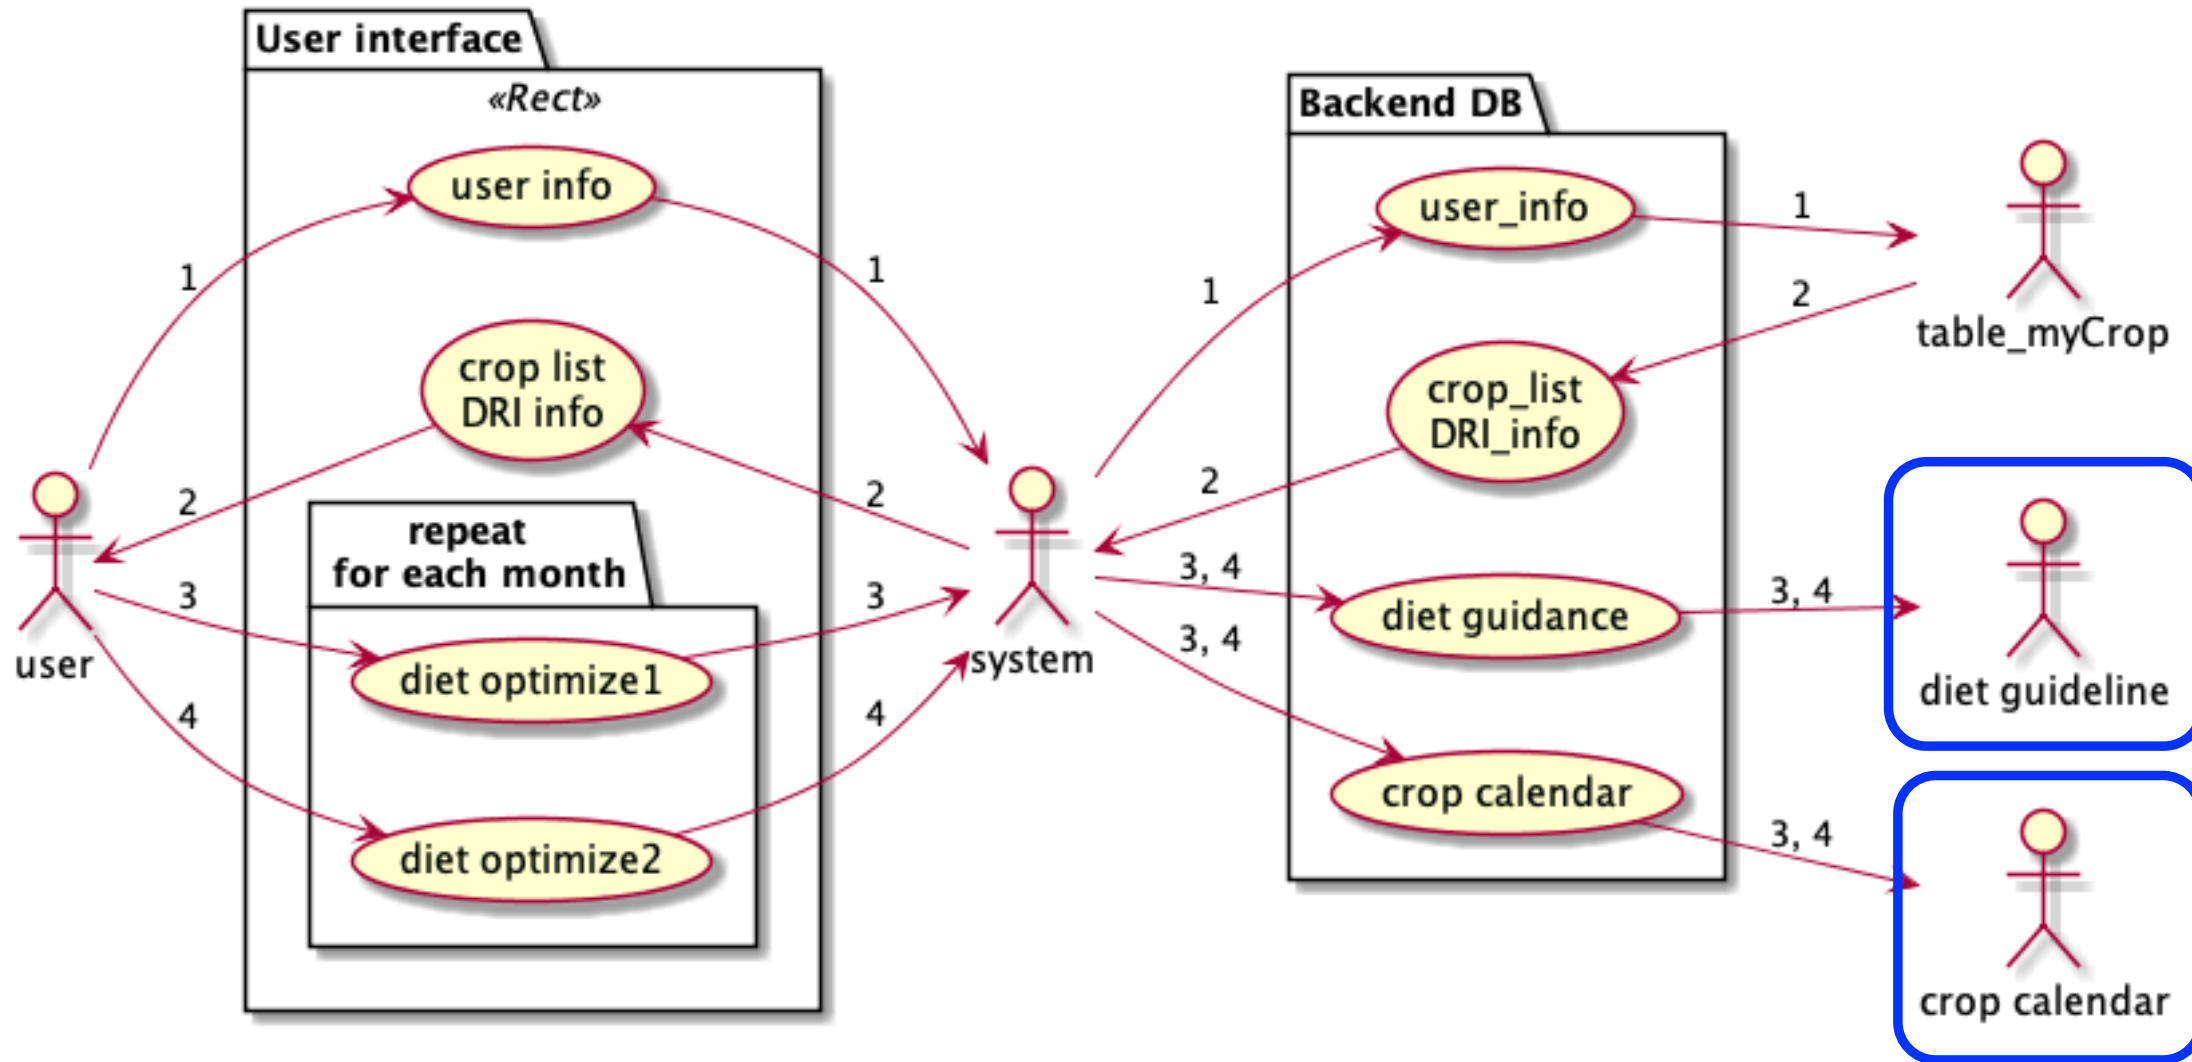 User interface
«Rect»
user info
crop list
DRI info
repeat
for each month
diet optimize1
diet optimize2
user
1
2
3
4
1
2
3
4
system
1
2
3, 4
3, 4
Backend DB
user_info
crop_list
DRI_info
diet guidance
crop calendar
1
2
3, 4
3, 4
table_myCrop
diet guideline
crop calendar